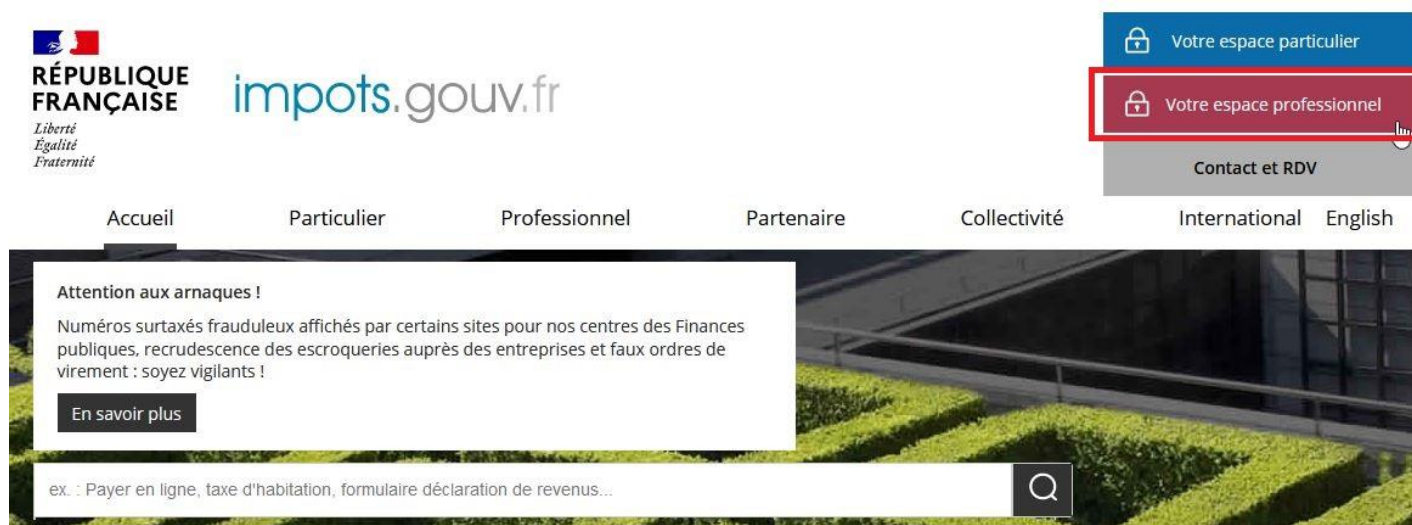 RÉPUBLIQUE
FRANÇAISE
Liberté
Égalité
Fraternité
impots.gouv.fr
Votre espace particulier
Votre espace professionnel
Contact et RDV
Accueil Particulier Professionnel Partenaire Collectivité International English
Attention aux arnaques !
Numéros surtaxés frauduleux affichés par certains sites pour nos centres des Finances
publiques, recrudescence des escroqueries auprès des entreprises et faux ordres de
virement : soyez vigilants !
En savoir plus
ex. : Payer en ligne, taxe d'habitation, formulaire déclaration de revenus...